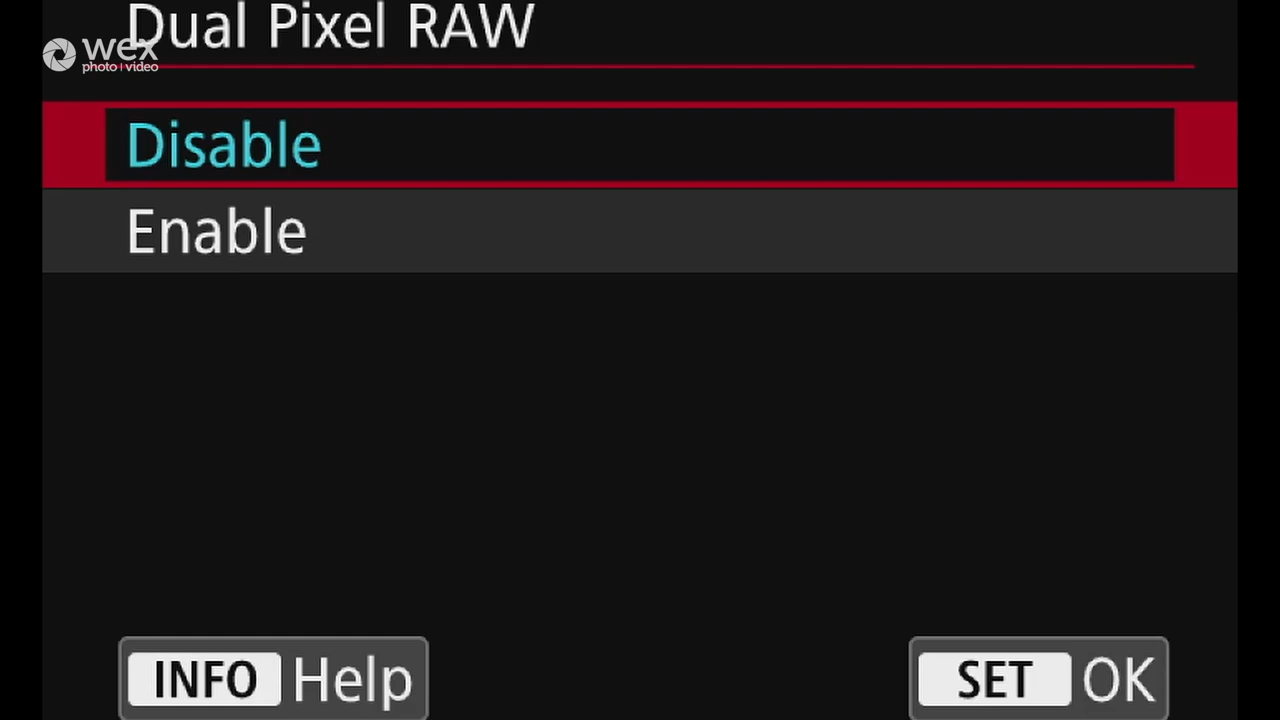 Dual Pixel RAW
wex
photo | video
Disable
Enable
INFO Help
SET OK